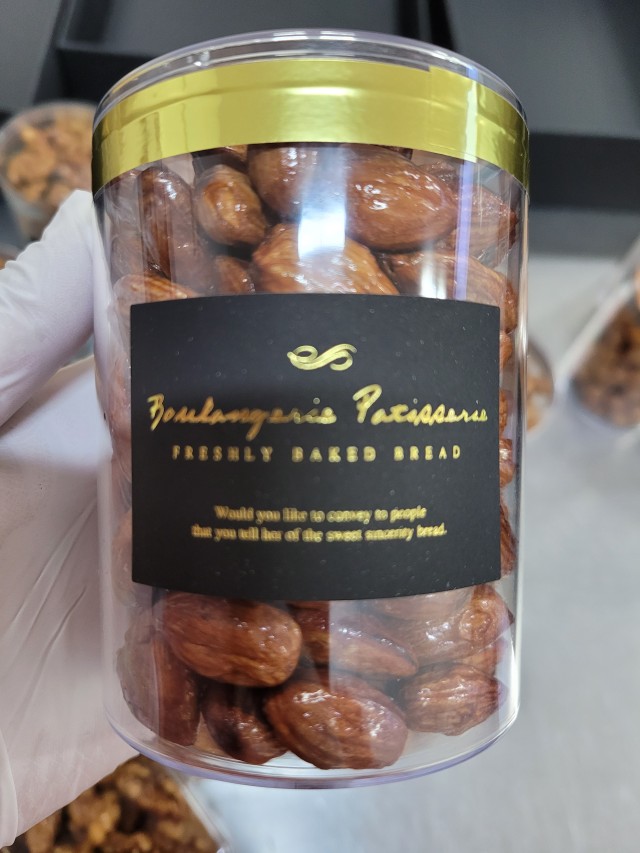 Boulangerie Patisserie
FRESHLY BAKED BREAD
Would you like to convey to people
that you tell her of the sweet sincerity bread.